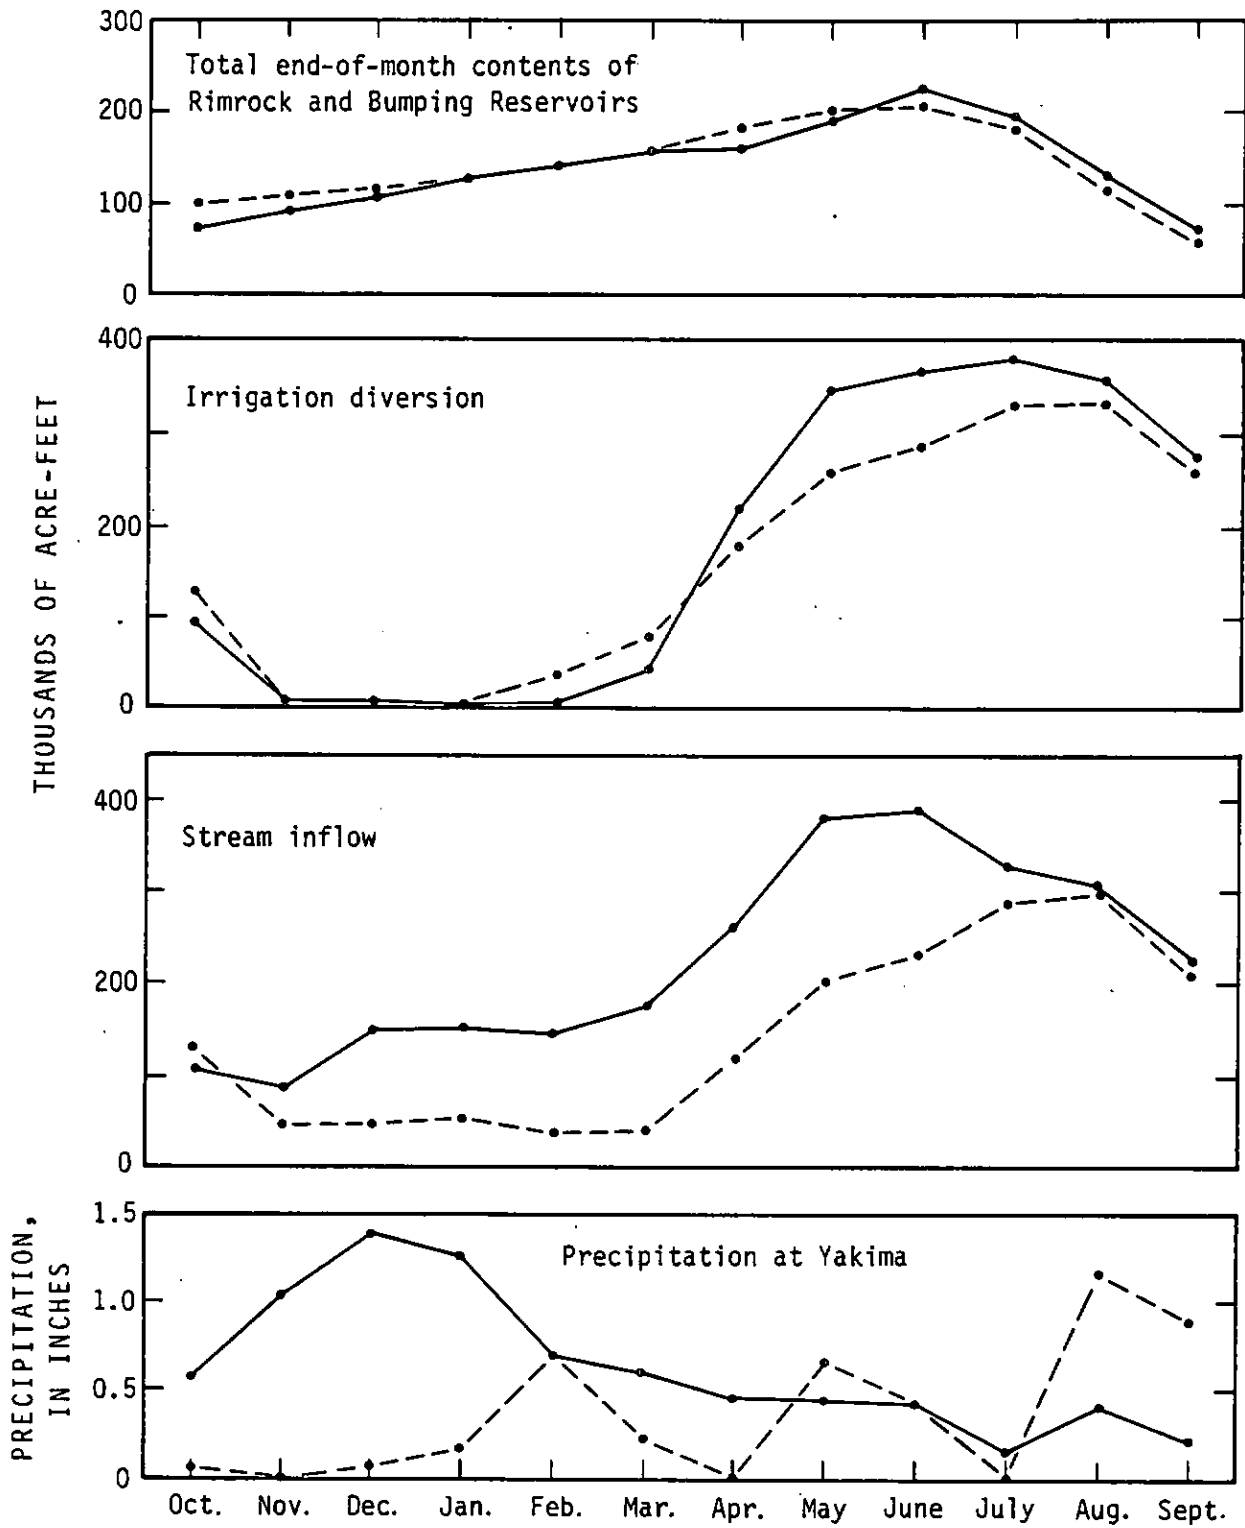 THOUSANDS OF ACRE-FEET
300
200
100
0
Total end-of-month contents of
Rimrock and Bumping Reservoirs
400
200
0
Irrigation diversion
400
200
0
Stream inflow
PRECIPITATION,
IN INCHES
1.5
1.0
0.5
0
Precipitation at Yakima
Oct. Nov. Dec. Jan. Feb. Mar. Apr. May June July Aug. Sept.